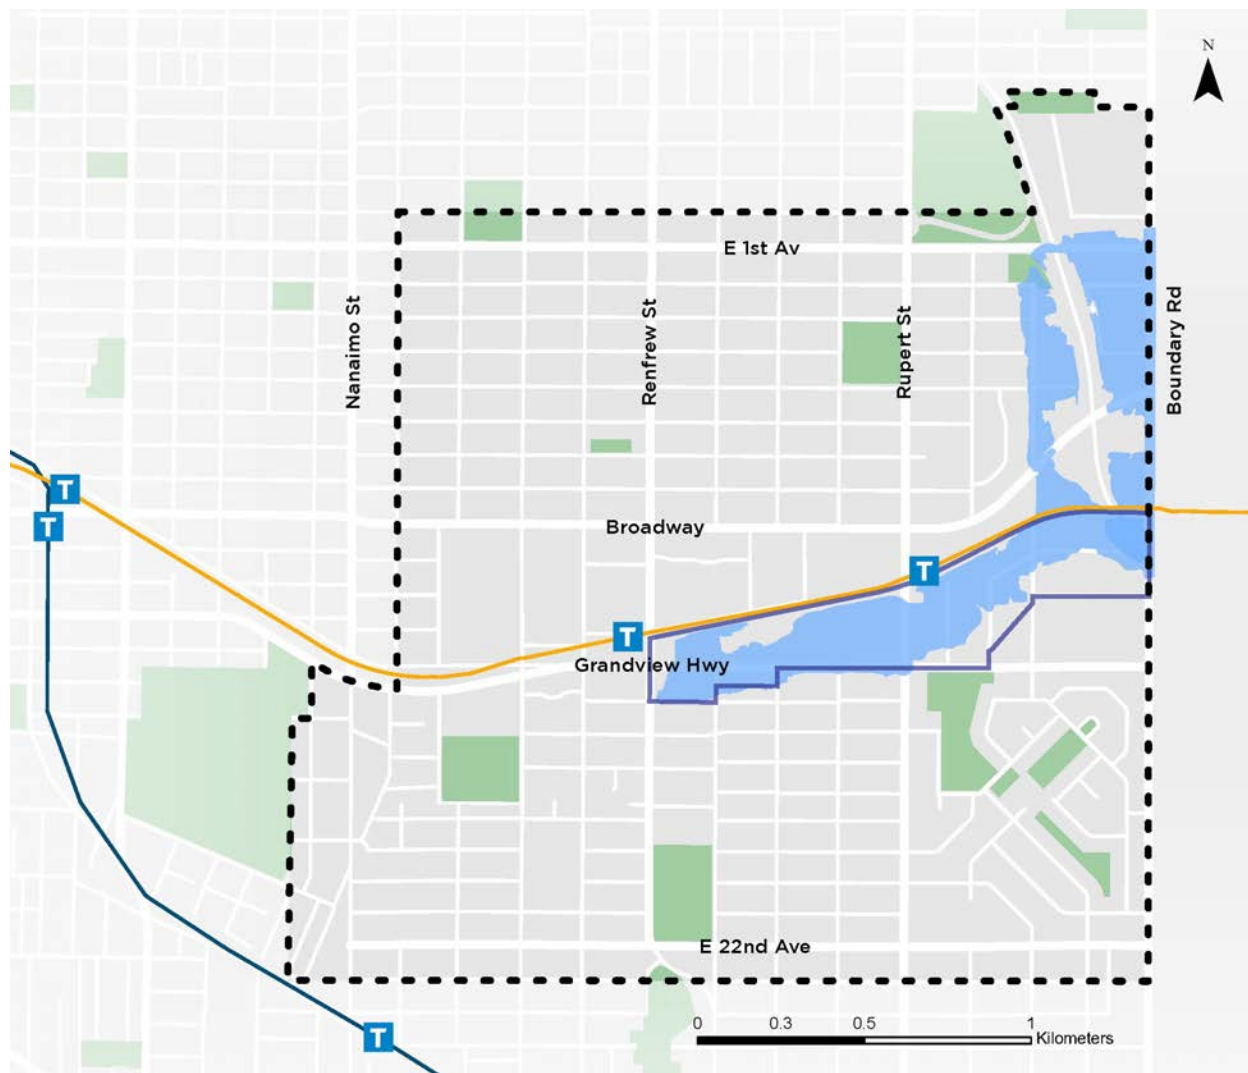 N
E 1st Av
Nanaimo St
Renfrew St
Rupert St
Boundary Rd
T
T
Broadway
T
T
Grandview Hwy
E 22nd Ave
0 0.3 0.5 1
Kilometers
T